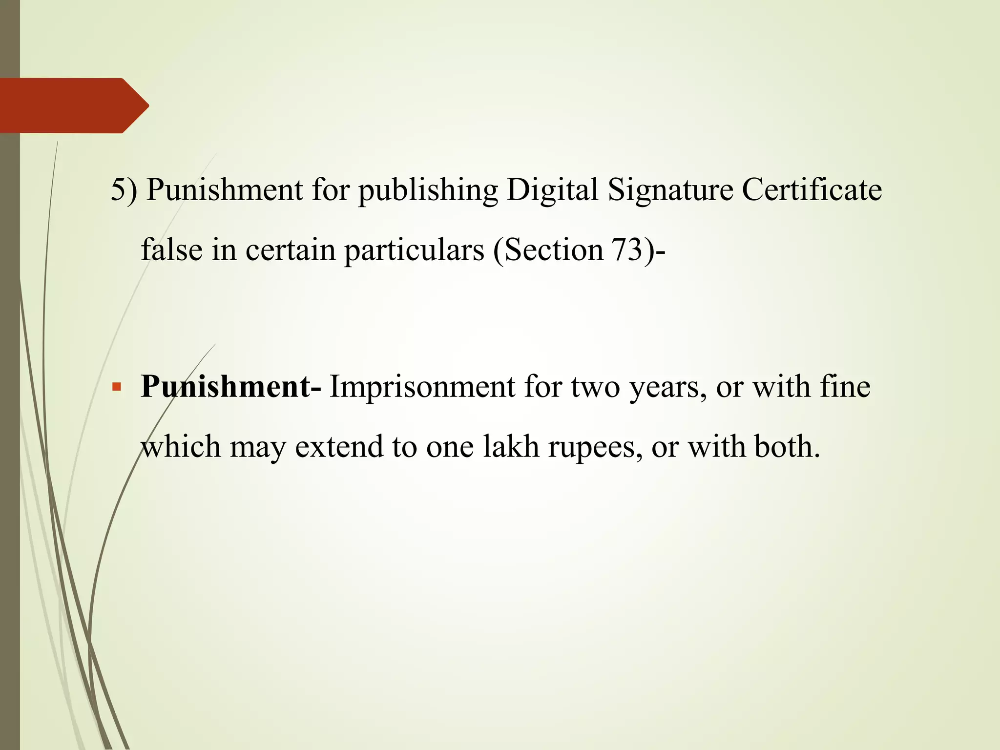 5) Punishment for publishing Digital Signature Certificate
false in certain particulars (Section 73)-
▪ Punishment- Imprisonment for two years, or with fine
which may extend to one lakh rupees, or with both.